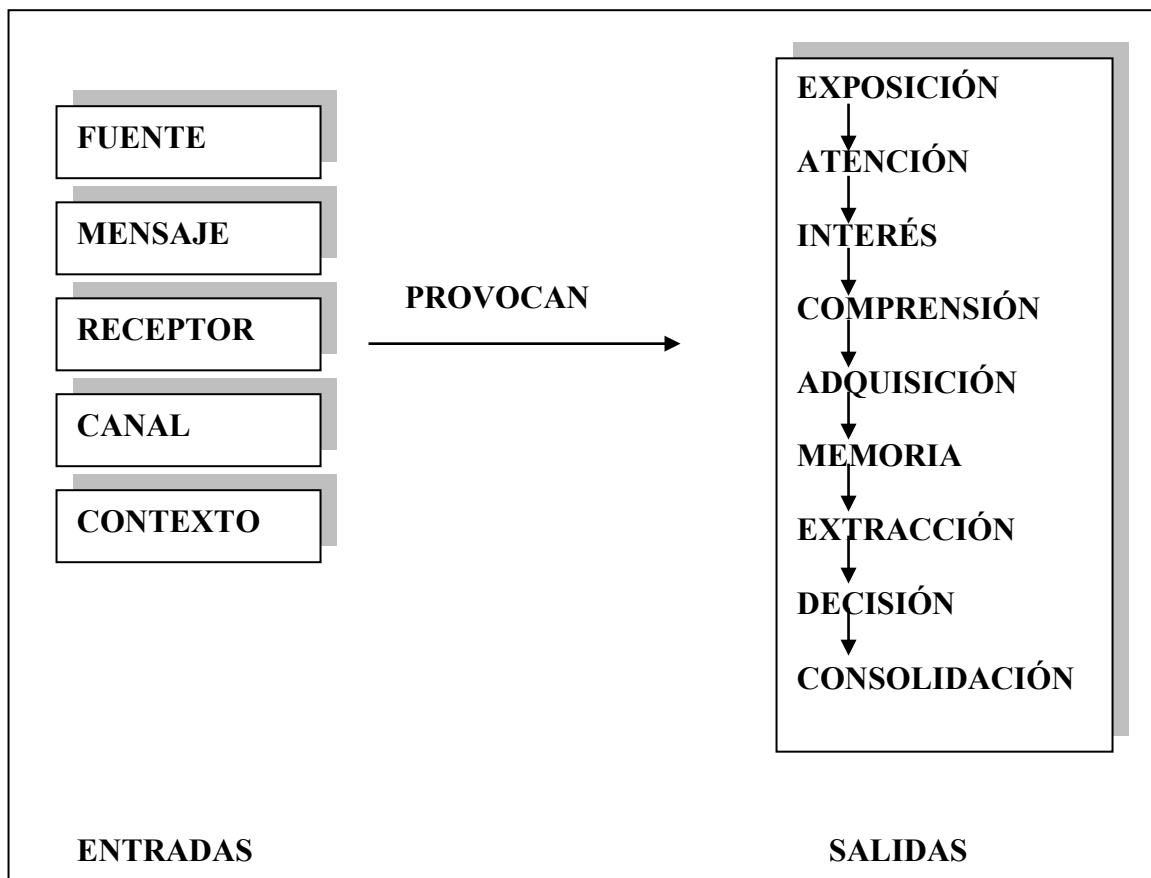 FUENTE
MENSAJE
RECEPTOR
CANAL
CONTEXTO
PROVOCAN
EXPOSICIÓN
ATENCIÓN
INTERÉS
COMPRENSIÓN
ADQUISICIÓN
MEMORIA
EXTRACCIÓN
DECISIÓN
CONSOLIDACIÓN
ENTRADAS
SALIDAS